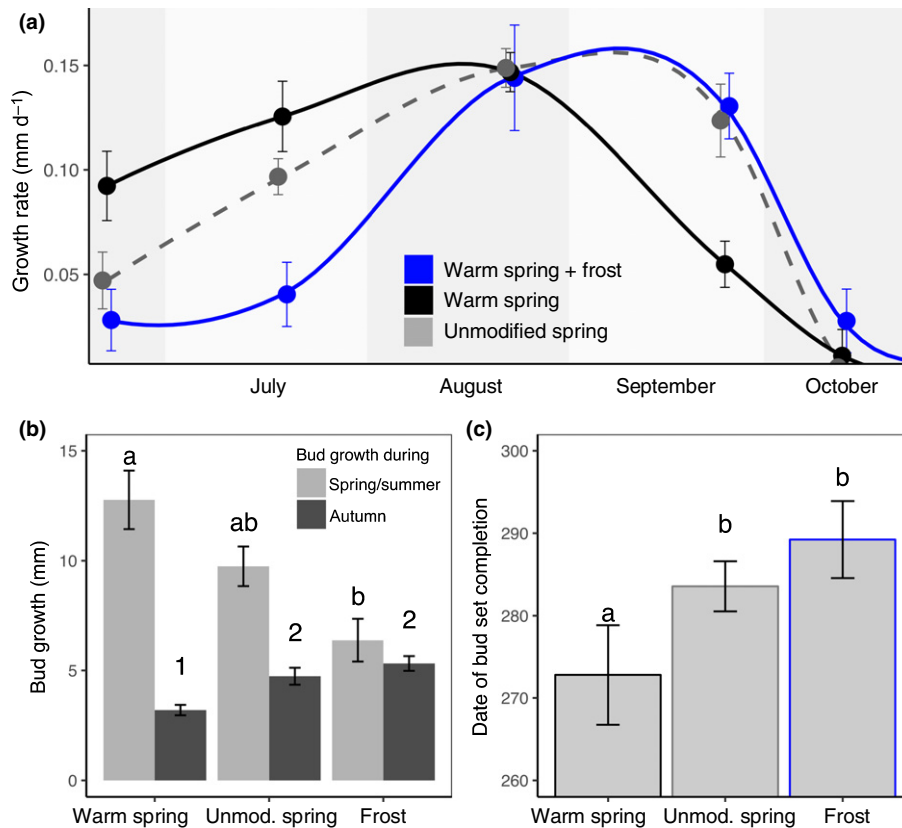 (a)
Growth rate (mm d⁻¹)
0.15
0.10
0.05
Warm spring + frost
Warm spring
Unmodified spring
July August September October
(b)
Bud growth (mm)
15
10
5
0
Bud growth during
Spring/summer
Autumn
a
1
ab
2
b
2
Warm spring Unmod. spring Frost
(c)
Date of bud set completion
300
290
280
270
260
a
b
b
Warm spring Unmod. spring Frost